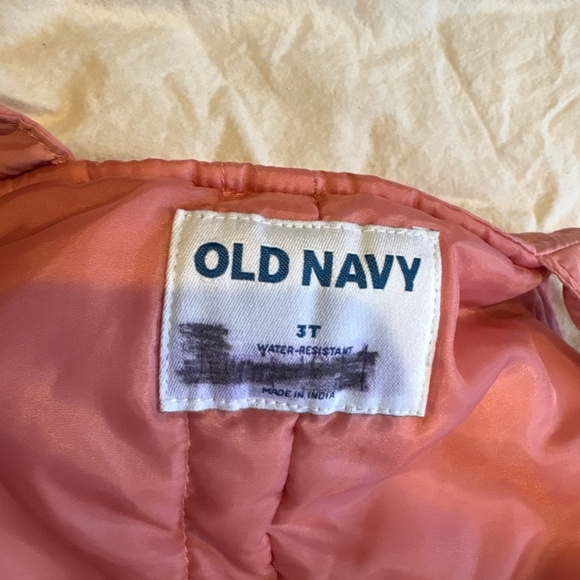 OLD NAVY
3T
WATER-RESISTANT
MADE IN INDIA